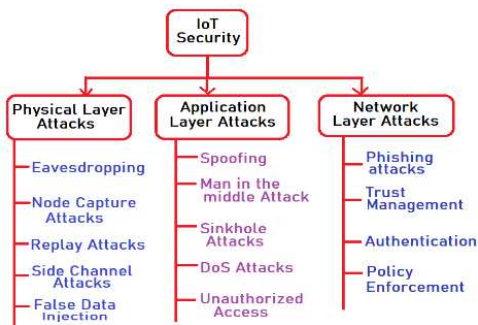 IoT
Security
Physical Layer
Attacks
Eavesdropping
Node Capture
Attacks
Replay Attacks
Side Channel
Attacks
False Data
Injection
Application
Layer Attacks
Spoofing
Man in the
middle Attack
Sinkhole
Attacks
DoS Attacks
Unauthorized
Access
Network
Layer Attacks
Phishing
attacks
Trust
Management
Authentication
Policy
Enforcement